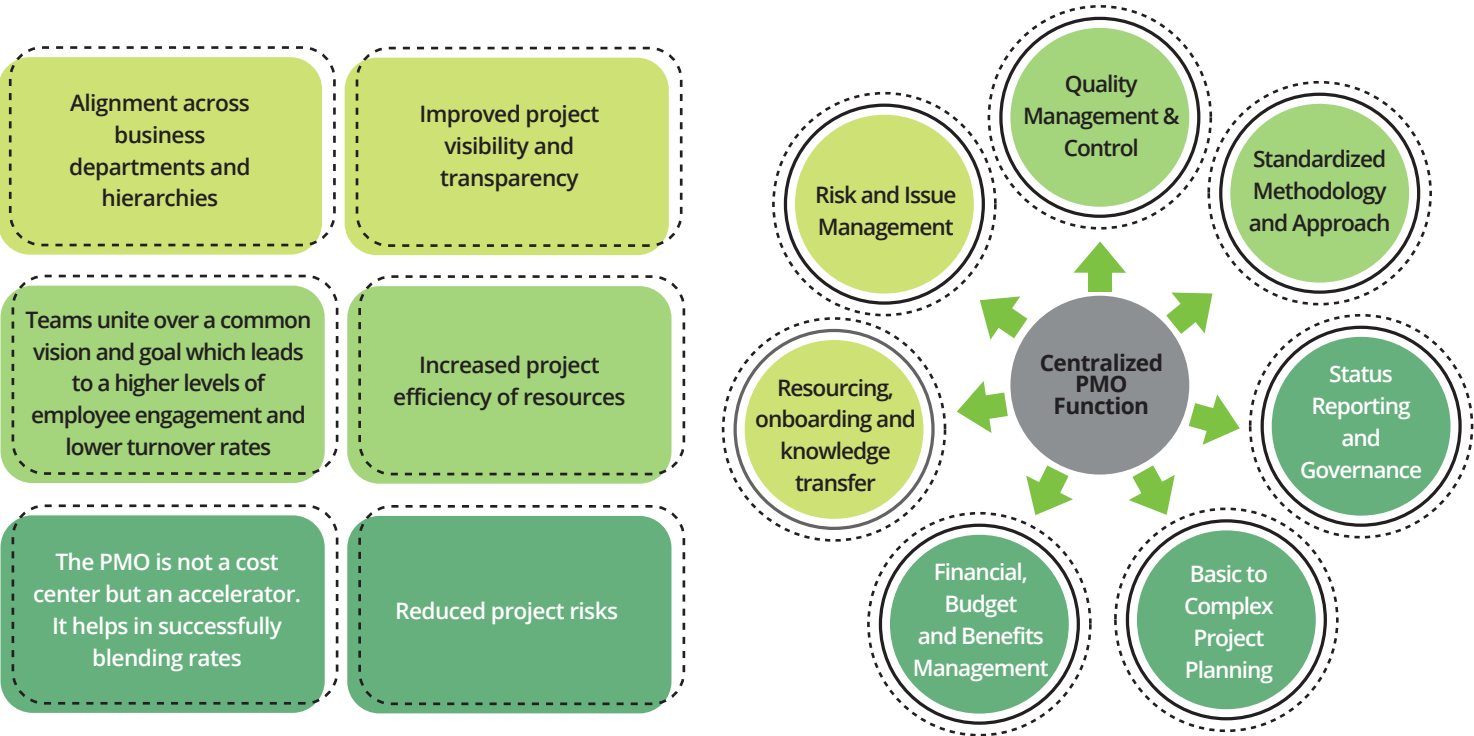 Alignment across
business
departments and
hierarchies
Improved project
visibility and
transparency
Teams unite over a common
vision and goal which leads
to a higher levels of
employee engagement and
lower turnover rates
Increased project
efficiency of resources
The PMO is not a cost
center but an accelerator.
It helps in successfully
blending rates
Reduced project risks
Quality
Management &
Control
Standardized
Methodology
and Approach
Status
Reporting
and
Governance
Basic to
Complex
Project
Planning
Financial,
Budget
and Benefits
Management
Resourcing,
onboarding and
knowledge
transfer
Risk and Issue
Management
Centralized
PMO
Function